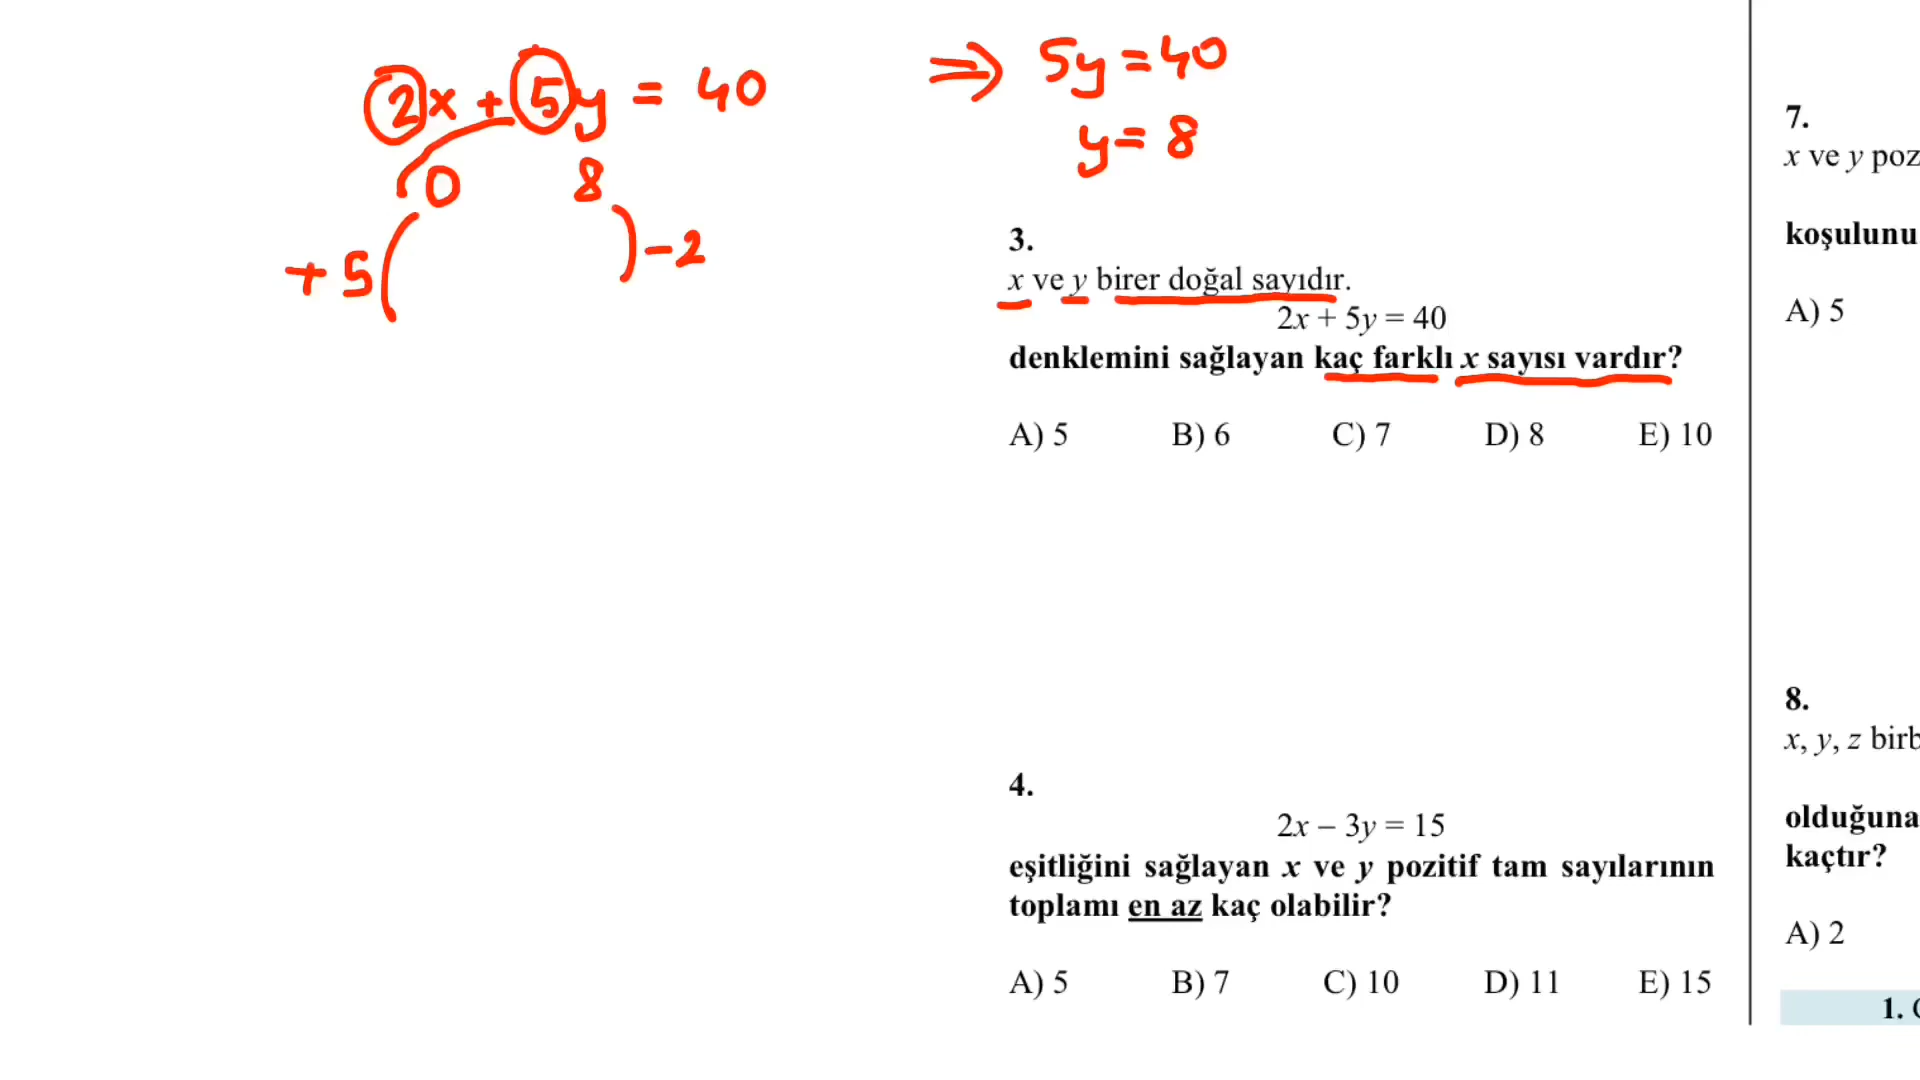 2x + 5y = 40
0 8
+5( ) -2
⇒ 5y = 40
y = 8
3.
x ve y birer doğal sayıdır.
2x + 5y = 40
denklemini sağlayan kaç farklı x sayısı vardır?
A) 5 B) 6 C) 7 D) 8 E) 10
4.
2x – 3y = 15
eşitliğini sağlayan x ve y pozitif tam sayılarının
toplamı en az kaç olabilir?
A) 5 B) 7 C) 10 D) 11 E) 15
7.
x ve y poz
koşulunu
A) 5
8.
x, y, z birb
olduğuna
kaçtır?
A) 2
1.